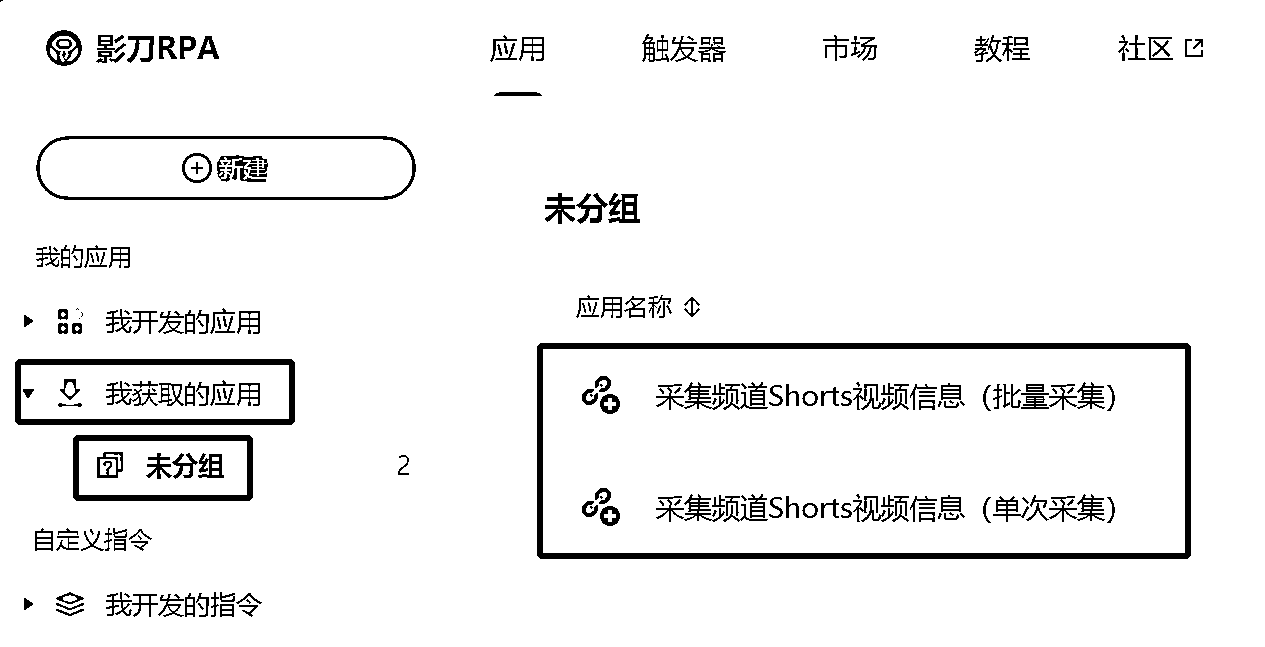 影刀RPA
应用 触发器 市场 教程 社区
新建
我的应用
我开发的应用
我获取的应用
未分组 2
自定义指令
我开发的指令
未分组
应用名称
采集频道Shorts视频信息（批量采集）
采集频道Shorts视频信息（单次采集）